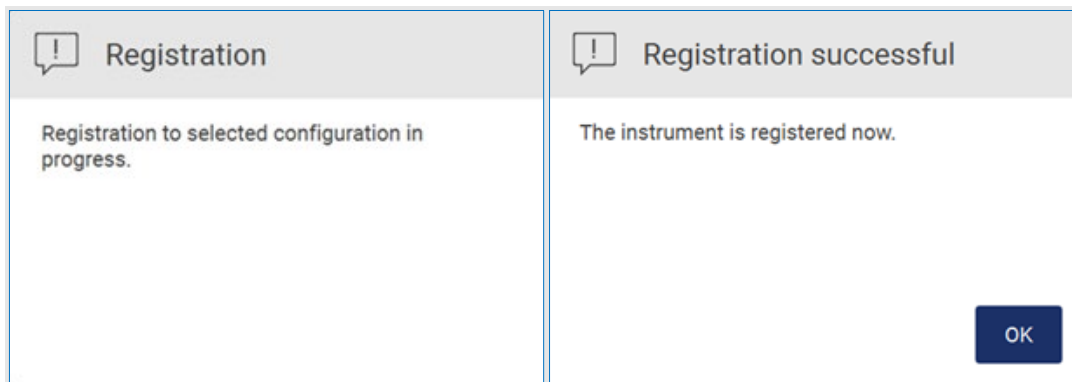 Registration
Registration to selected configuration in
progress.
Registration successful
The instrument is registered now.
OK